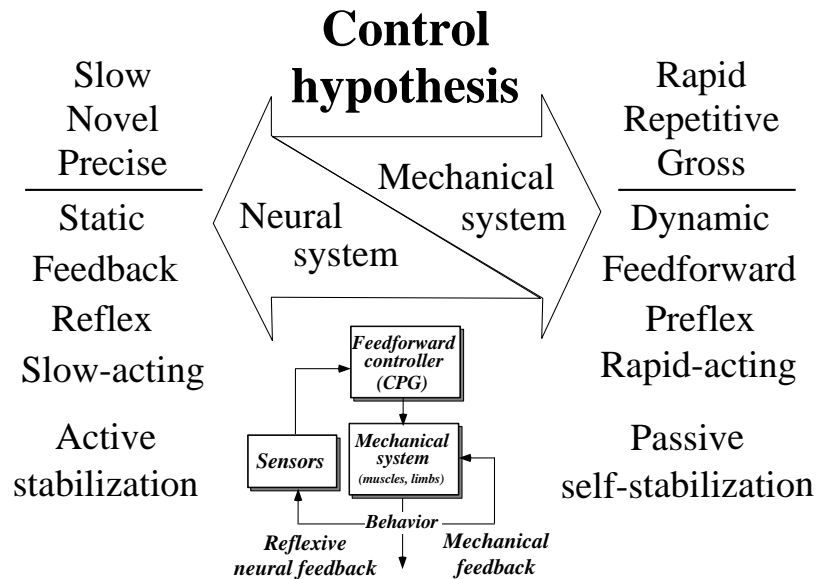 Control
hypothesis
Slow
Novel
Precise
Static
Feedback
Reflex
Slow-acting
Active
stabilization
Neural
system
Mechanical
system
Rapid
Repetitive
Gross
Dynamic
Feedforward
Preflex
Rapid-acting
Passive
self-stabilization
Feedforward
controller
(CPG)
Sensors
Mechanical
system
(muscles, limbs)
Behavior
Reflexive
neural feedback
Mechanical
feedback